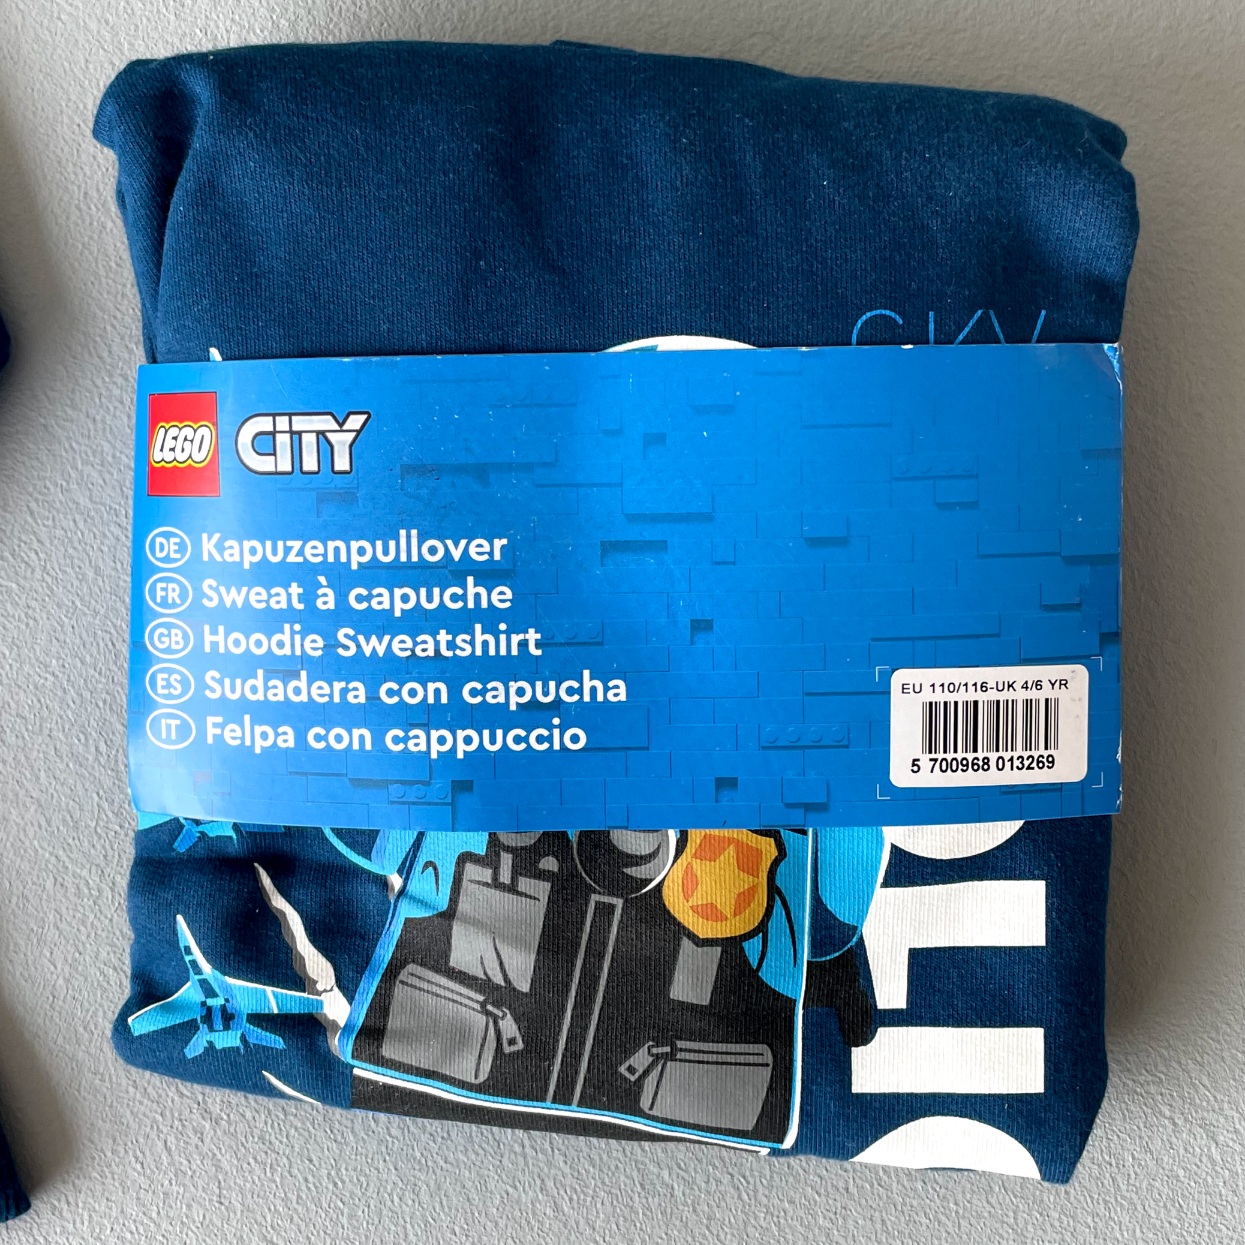 SKY
LEGO CITY
DE Kapuzenpullover
FR Sweat à capuche
GB Hoodie Sweatshirt
ES Sudadera con capucha
IT Felpa con cappuccio
EU 110/116-UK 4/6 YR
5 700968 013269